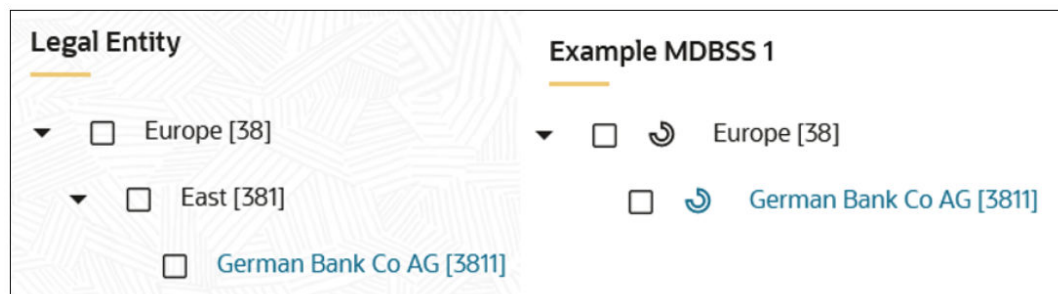 Legal Entity
Europe [38]
East [381]
German Bank Co AG [3811]
Example MDBSS 1
Europe [38]
German Bank Co AG [3811]